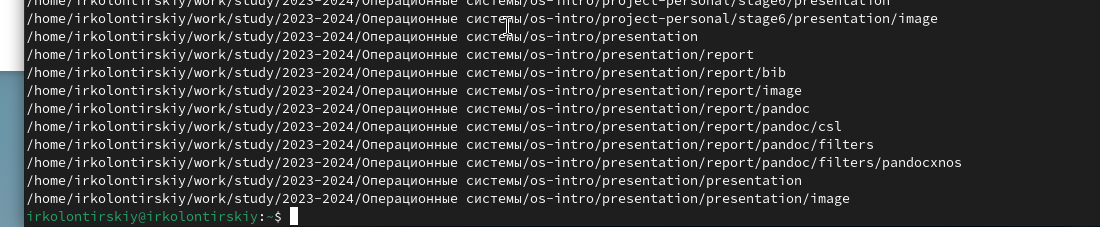 /home/irkolontirskiy/work/study/2023-2024/Операционные системы/os-intro/project-personal/stage6/presentation
/home/irkolontirskiy/work/study/2023-2024/Операционные системы/os-intro/project-personal/stage6/presentation/image
/home/irkolontirskiy/work/study/2023-2024/Операционные системы/os-intro/presentation
/home/irkolontirskiy/work/study/2023-2024/Операционные системы/os-intro/presentation/report
/home/irkolontirskiy/work/study/2023-2024/Операционные системы/os-intro/presentation/report/bib
/home/irkolontirskiy/work/study/2023-2024/Операционные системы/os-intro/presentation/report/image
/home/irkolontirskiy/work/study/2023-2024/Операционные системы/os-intro/presentation/report/pandoc
/home/irkolontirskiy/work/study/2023-2024/Операционные системы/os-intro/presentation/report/pandoc/csl
/home/irkolontirskiy/work/study/2023-2024/Операционные системы/os-intro/presentation/report/pandoc/filters
/home/irkolontirskiy/work/study/2023-2024/Операционные системы/os-intro/presentation/report/pandoc/filters/pandocxnos
/home/irkolontirskiy/work/study/2023-2024/Операционные системы/os-intro/presentation/presentation
/home/irkolontirskiy/work/study/2023-2024/Операционные системы/os-intro/presentation/presentation/image
irkolontirskiy@irkolontirskiy:~$